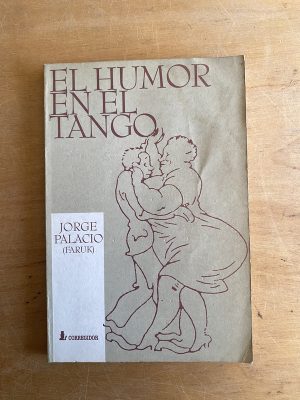 EL HUMOR
EN EL
TANGO
JORGE
PALACIO
(FARUK)
CORREGIDOR